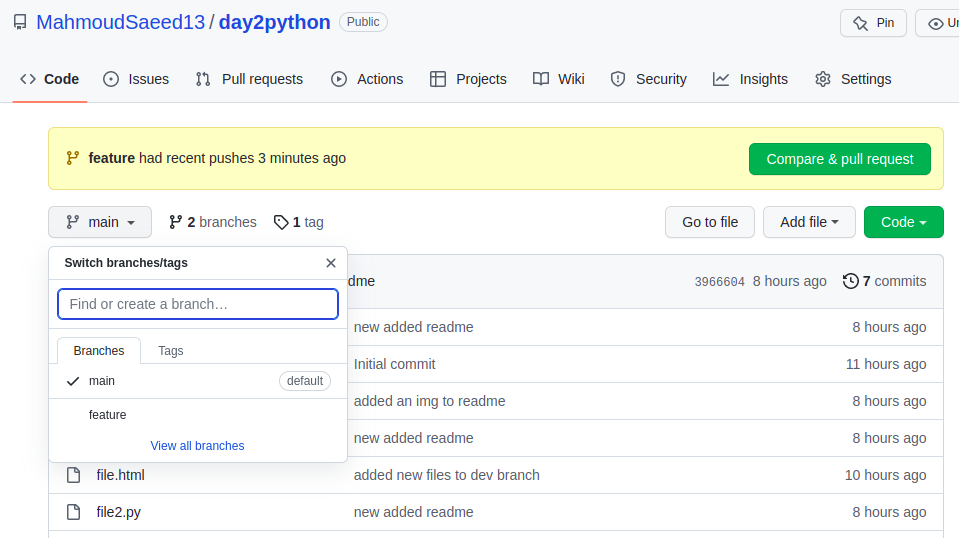 MahmoudSaeed13 / day2python Public Pin
Code Issues Pull requests Actions Projects Wiki Security Insights Settings
feature had recent pushes 3 minutes ago Compare & pull request
main 2 branches 1 tag Go to file Add file Code
Switch branches/tags
Find or create a branch…
Branches Tags
main default
feature
View all branches
3966604 8 hours ago 7 commits
new added readme 8 hours ago
Initial commit 11 hours ago
added an img to readme 8 hours ago
new added readme 8 hours ago
file.html added new files to dev branch 10 hours ago
file2.py new added readme 8 hours ago